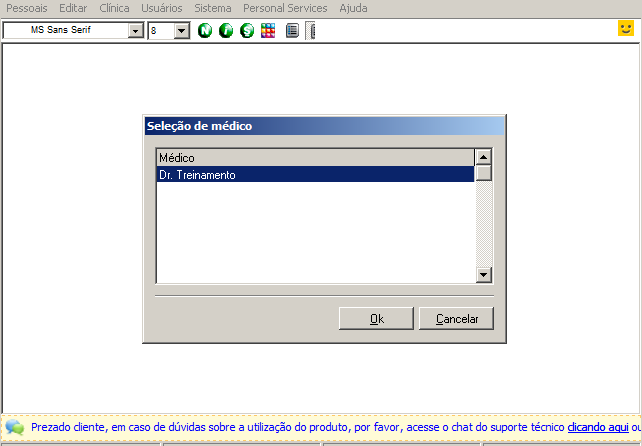 Pessoais Editar Clínica Usuários Sistema Personal Services Ajuda
MS Sans Serif 8 N I S
Seleção de médico
Médico
Dr. Treinamento
Ok Cancelar
Prezado cliente, em caso de dúvidas sobre a utilização do produto, por favor, acesse o chat do suporte técnico clicando aqui ou